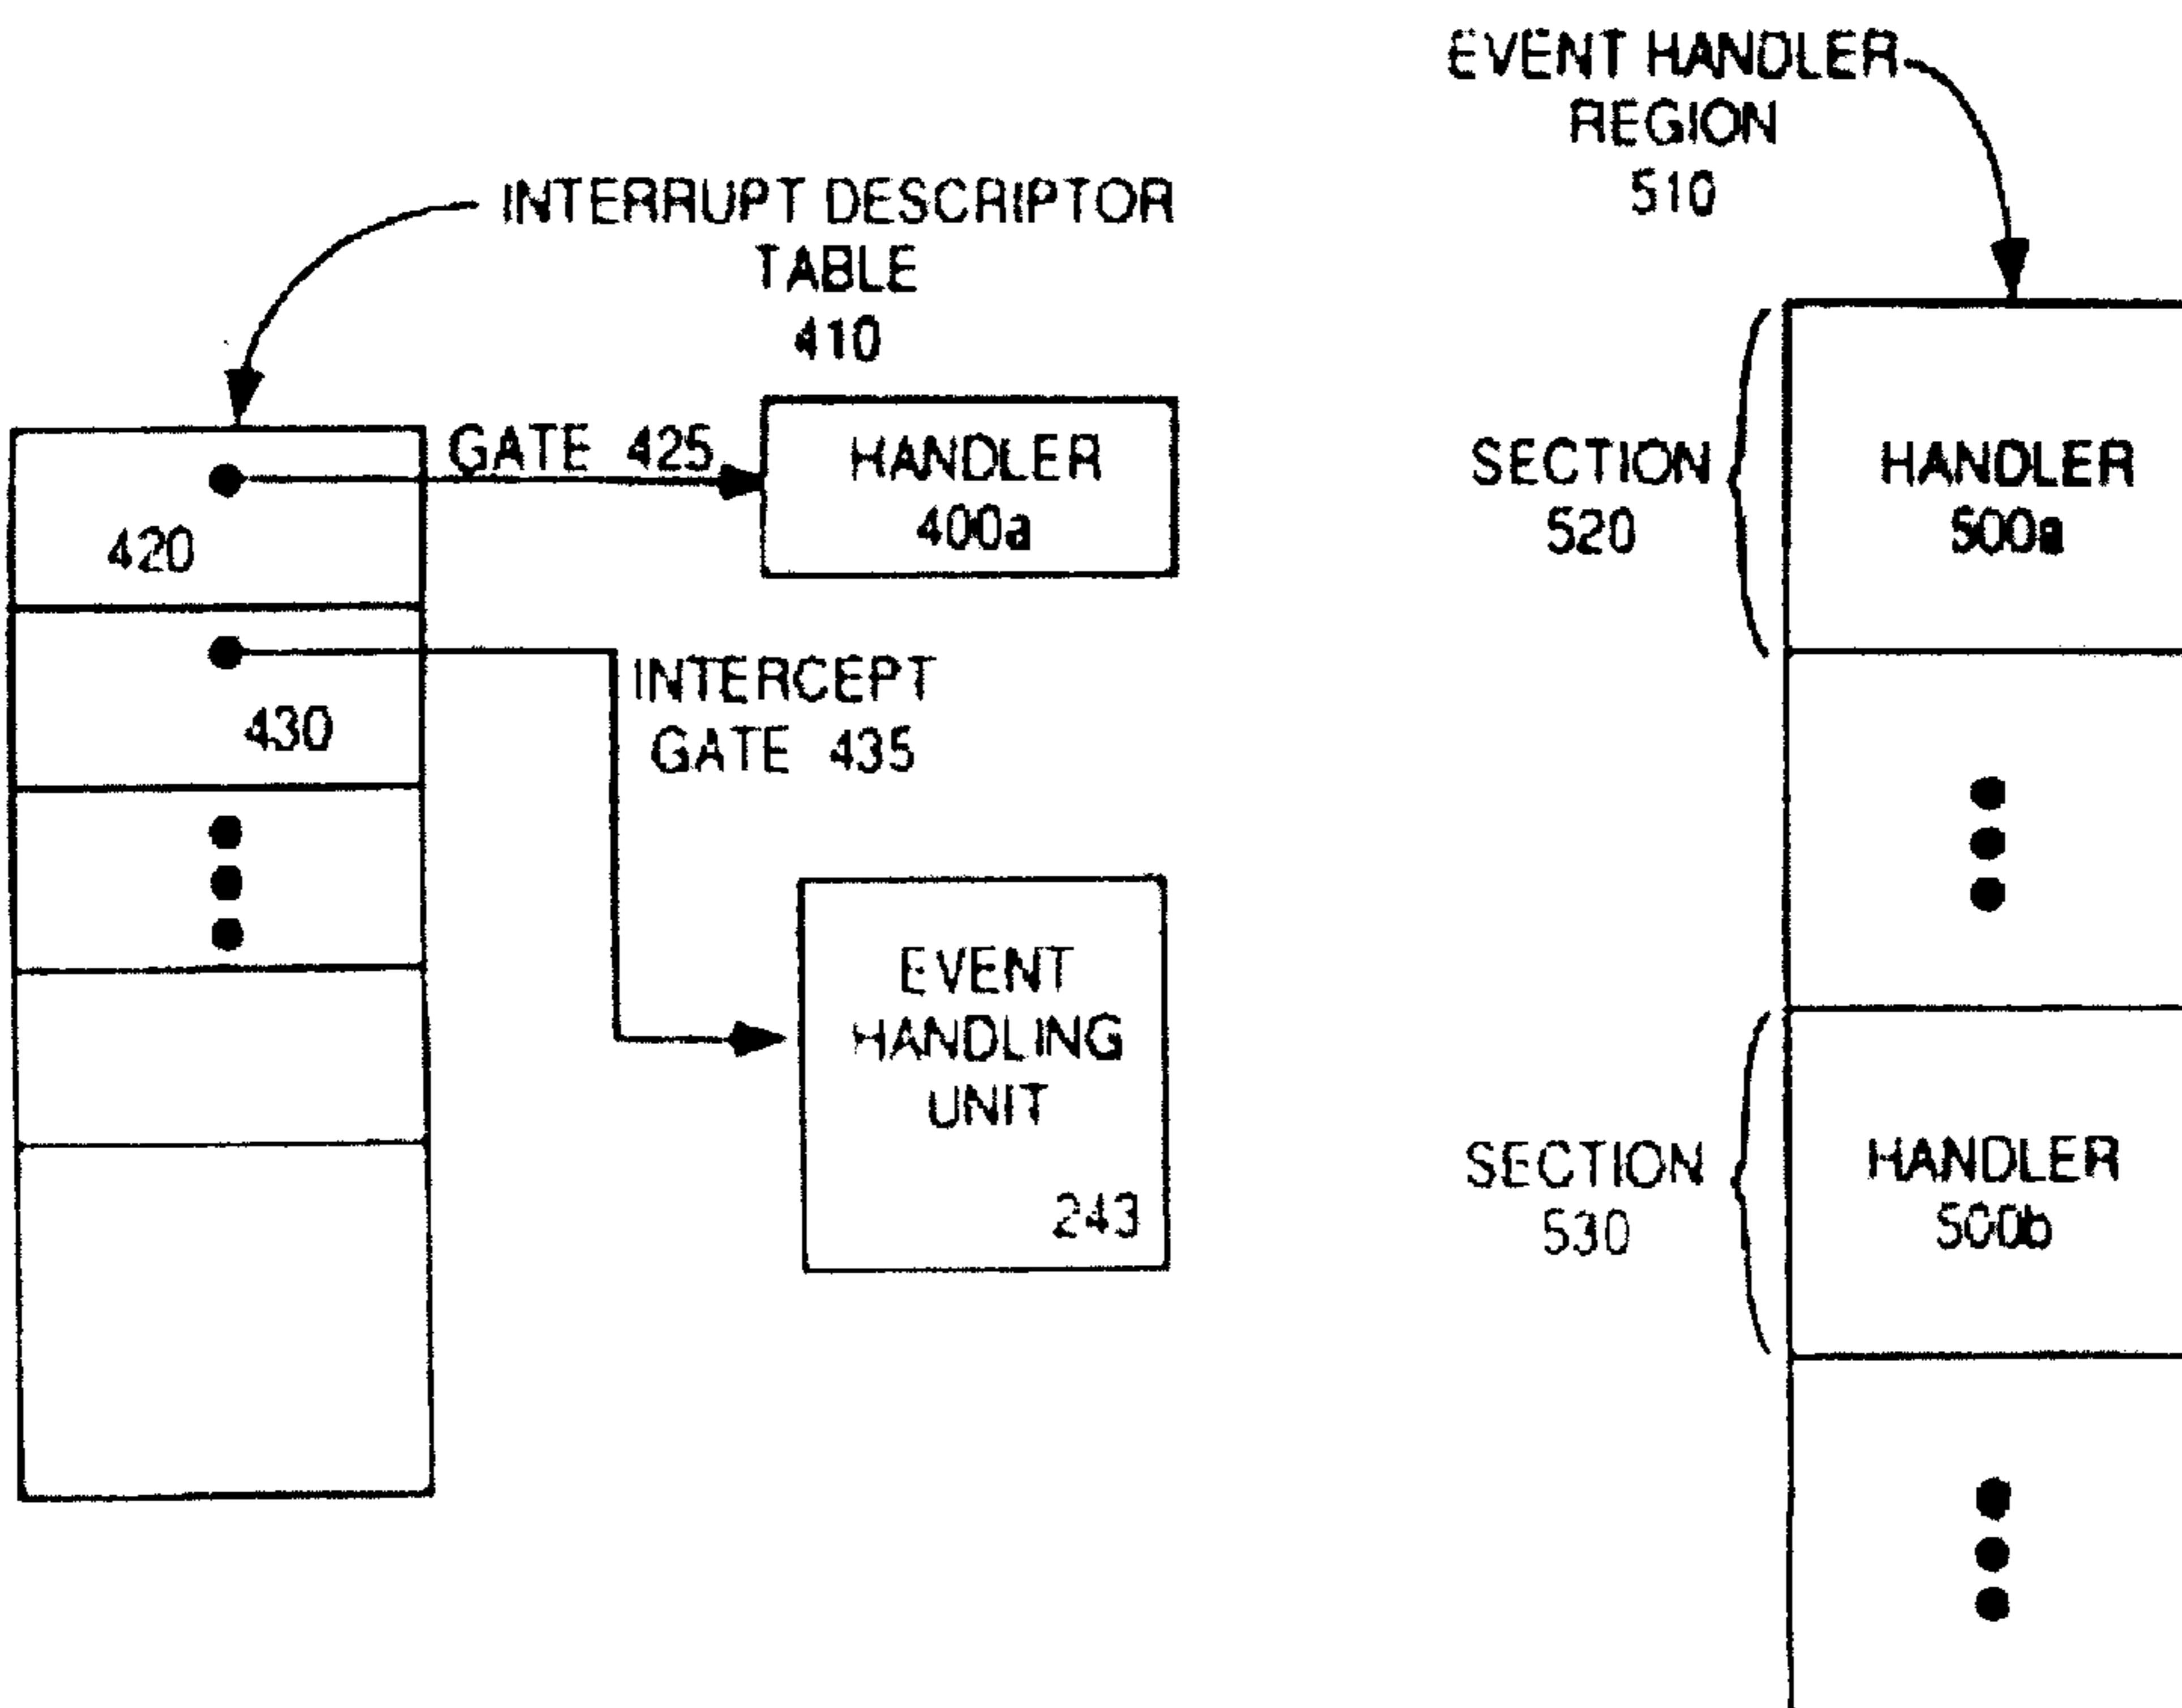 INTERRUPT DESCRIPTOR
TABLE
410
GATE 425
HANDLER
400a
420
INTERCEPT
GATE 435
430
EVENT
HANDLING
UNIT
243
EVENT HANDLER
REGION
510
SECTION
520
HANDLER
500a
SECTION
530
HANDLER
500b